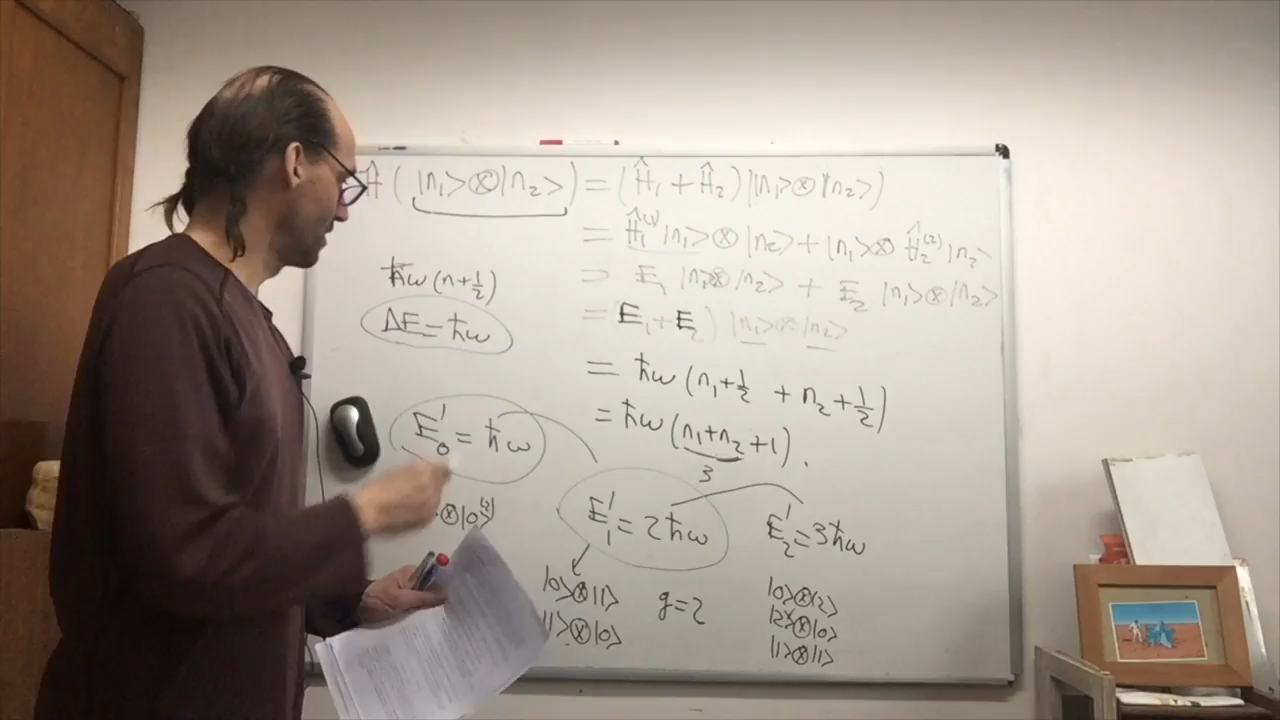 Ĥ ( |n₁> ⊗ |n₂> ) = (Ĥ₁ + Ĥ₂) |n₁> ⊗ |n₂>
= Ĥ₁⁽¹⁾ |n₁> ⊗ |n₂> + |n₁> ⊗ Ĥ₂⁽²⁾ |n₂
= E₁ |n₁> ⊗ |n₂> + E₂ |n₁> ⊗ |n₂>
= E₁ + E₂) |n₁> ⊗ |n₂>
= ħω (n₁ + ½ + n₂ + ½)
= ħω (n₁ + n₂ + 1).
3
ħω (n + ½)
ΔE = ħω
E₀' = ħω
⊗ |0>⁽²⁾
E₁' = 2ħω
|0> ⊗ |1>
|1> ⊗ |0>
g = 2
E₂' = 3ħω
|0> ⊗ |2>
|2> ⊗ |0>
|1> ⊗ |1>